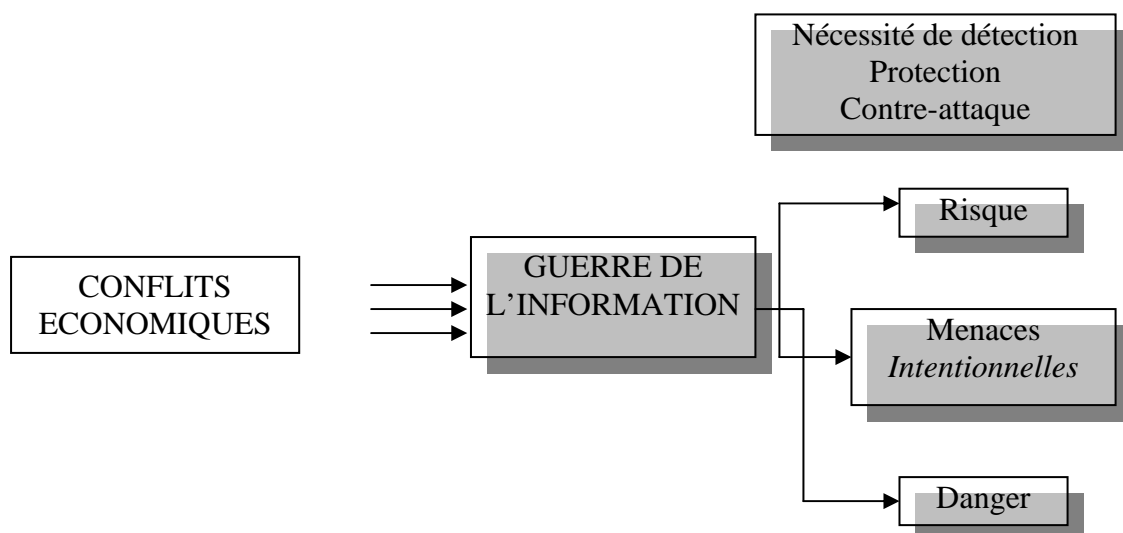 Nécessité de détection
Protection
Contre-attaque
Risque
CONFLITS
ECONOMIQUES
GUERRE DE
L’INFORMATION
Menaces
Intentionnelles
Danger